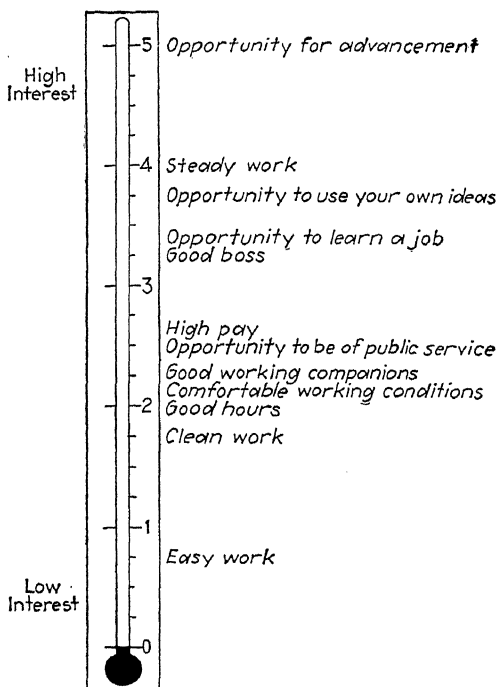 5 Opportunity for advancement
High
Interest
4 Steady work
Opportunity to use your own ideas
Opportunity to learn a job
Good boss
3
High pay
Opportunity to be of public service
Good working companions
Comfortable working conditions
2 Good hours
Clean work
1
Easy work
Low
Interest
0